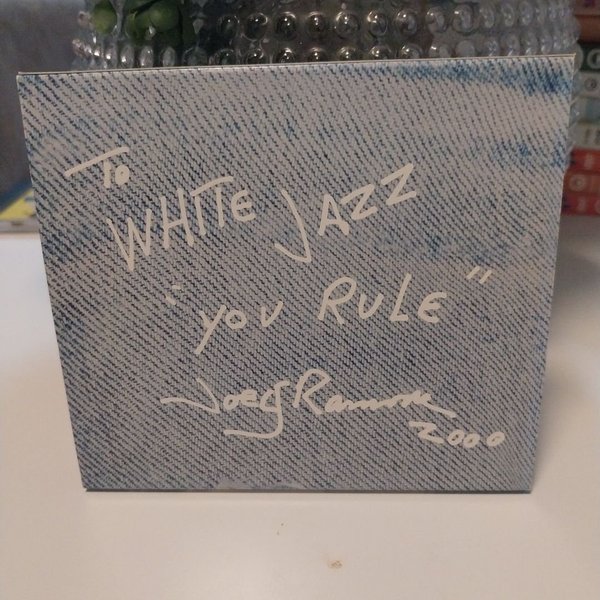 To
WHITE JAZZ
"YOU RULE"
Joey Ramone
2000